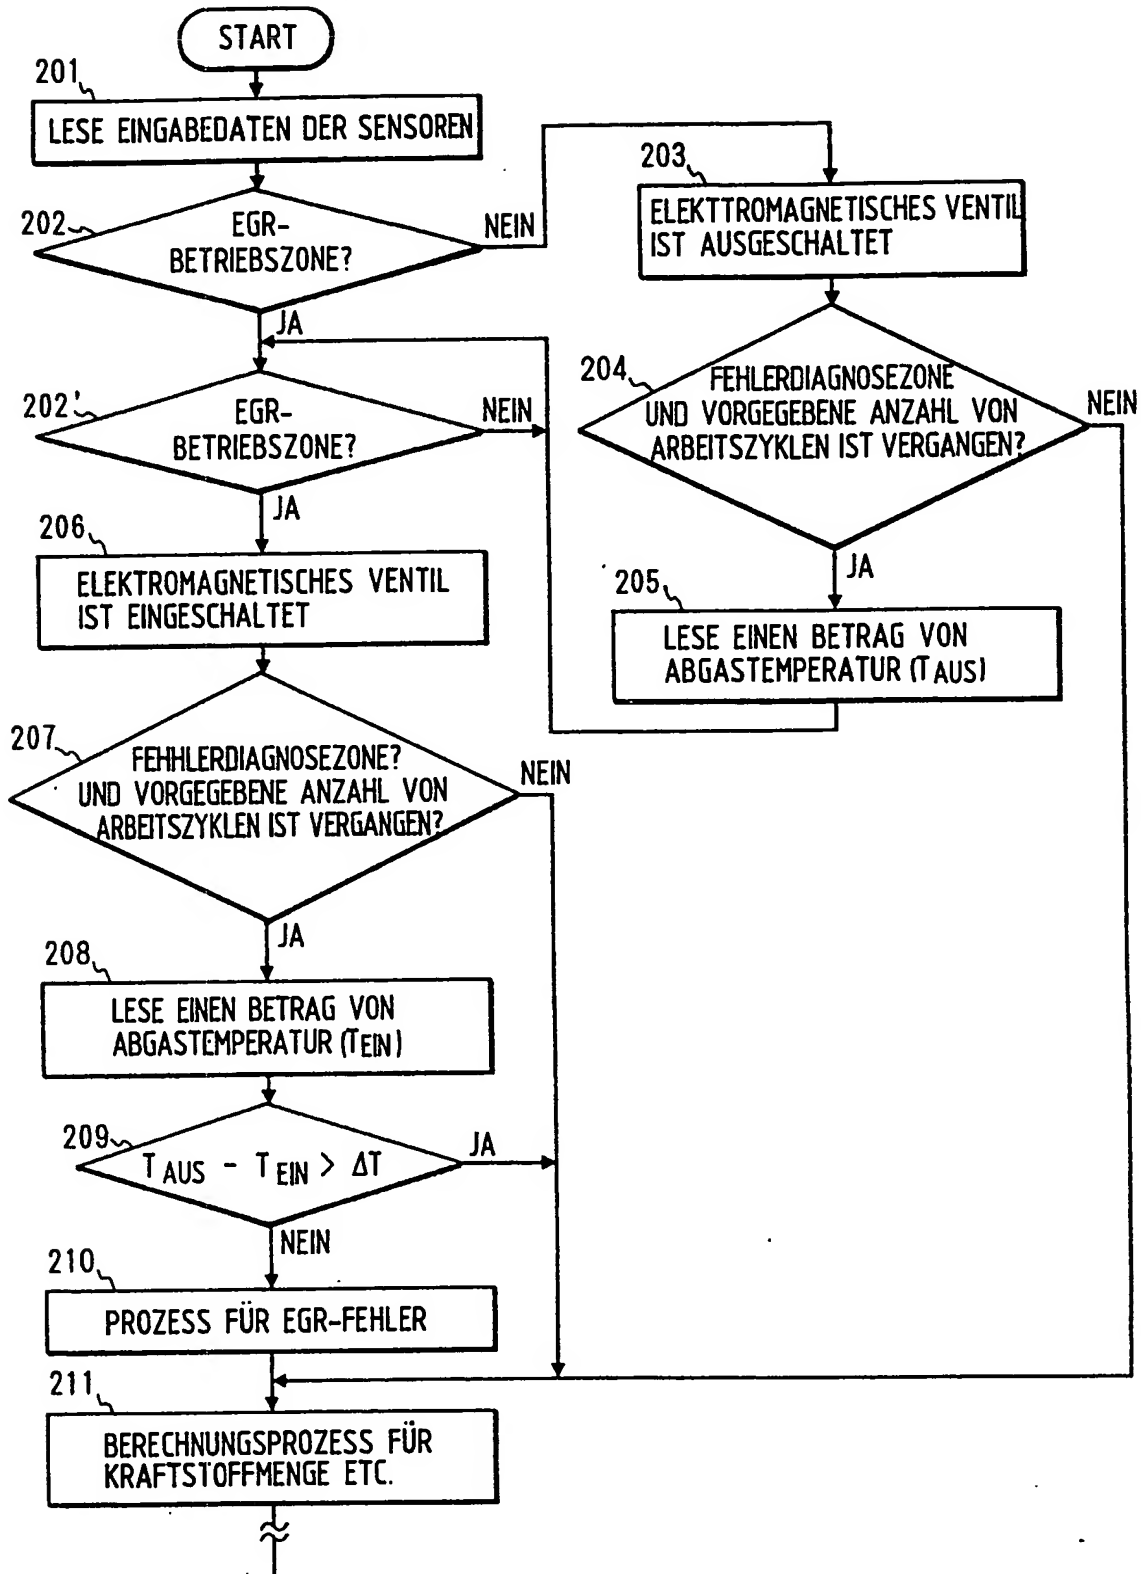 START
201
LESE EINGABEDATEN DER SENSOREN
202
EGR-
BETRIEBSZONE?
NEIN
JA
203
ELEKTTROMAGNETISCHES VENTIL
IST AUSGESCHALTET
204
FEHLERDIAGNOSEZONE
UND VORGEGEBENE ANZAHL VON
ARBEITSZYKLEN IST VERGANGEN?
NEIN
JA
205
LESE EINEN BETRAG VON
ABGASTEMPERATUR (TAUS)
202'
EGR-
BETRIEBSZONE?
NEIN
JA
206
ELEKTROMAGNETISCHES VENTIL
IST EINGESCHALTET
207
FEHHLERDIAGNOSEZONE?
UND VORGEGEBENE ANZAHL VON
ARBEITSZYKLEN IST VERGANGEN?
NEIN
JA
208
LESE EINEN BETRAG VON
ABGASTEMPERATUR (TEIN)
209
T AUS - T EIN > ΔT
JA
NEIN
210
PROZESS FÜR EGR-FEHLER
211
BERECHNUNGSPROZESS FÜR
KRAFTSTOFFMENGE ETC.